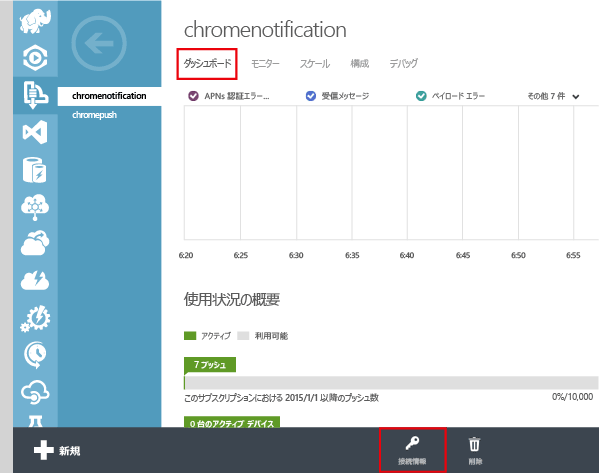 chromenotification
ダッシュボード モニター スケール 構成 デバッグ
chromenotification
chromepush
APNs 認証エラー... 受信メッセージ ペイロード エラー その他 7 件
6:20 6:25 6:30 6:35 6:40 6:45 6:50 6:55
使用状況の概要
アクティブ 利用可能
7 プッシュ
このサブスクリプションにおける 2015/1/1 以降のプッシュ数 0%/10,000
0 台のアクティブ デバイス
新規 接続情報 削除